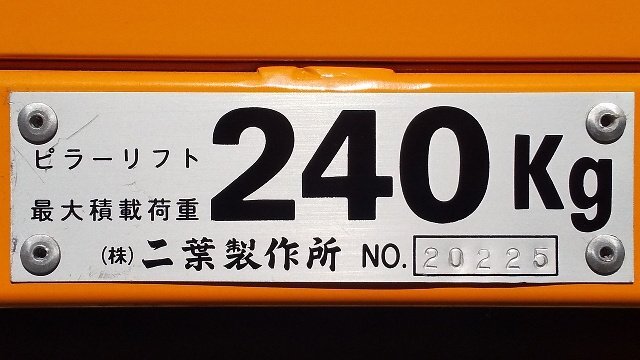 ピラーリフト
最大積載荷重
240Kg
(株)二葉製作所 NO. 20225